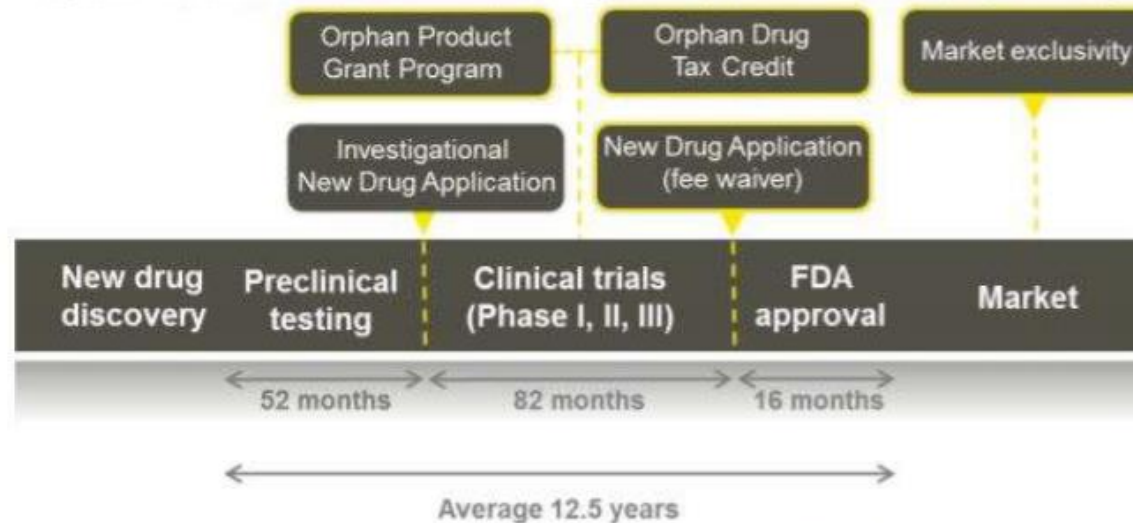 Orphan Product
Grant Program
Orphan Drug
Tax Credit
Market exclusivity
Investigational
New Drug Application
New Drug Application
(fee waiver)
New drug
discovery
Preclinical
testing
Clinical trials
(Phase I, II, III)
FDA
approval
Market
52 months
82 months
16 months
Average 12.5 years